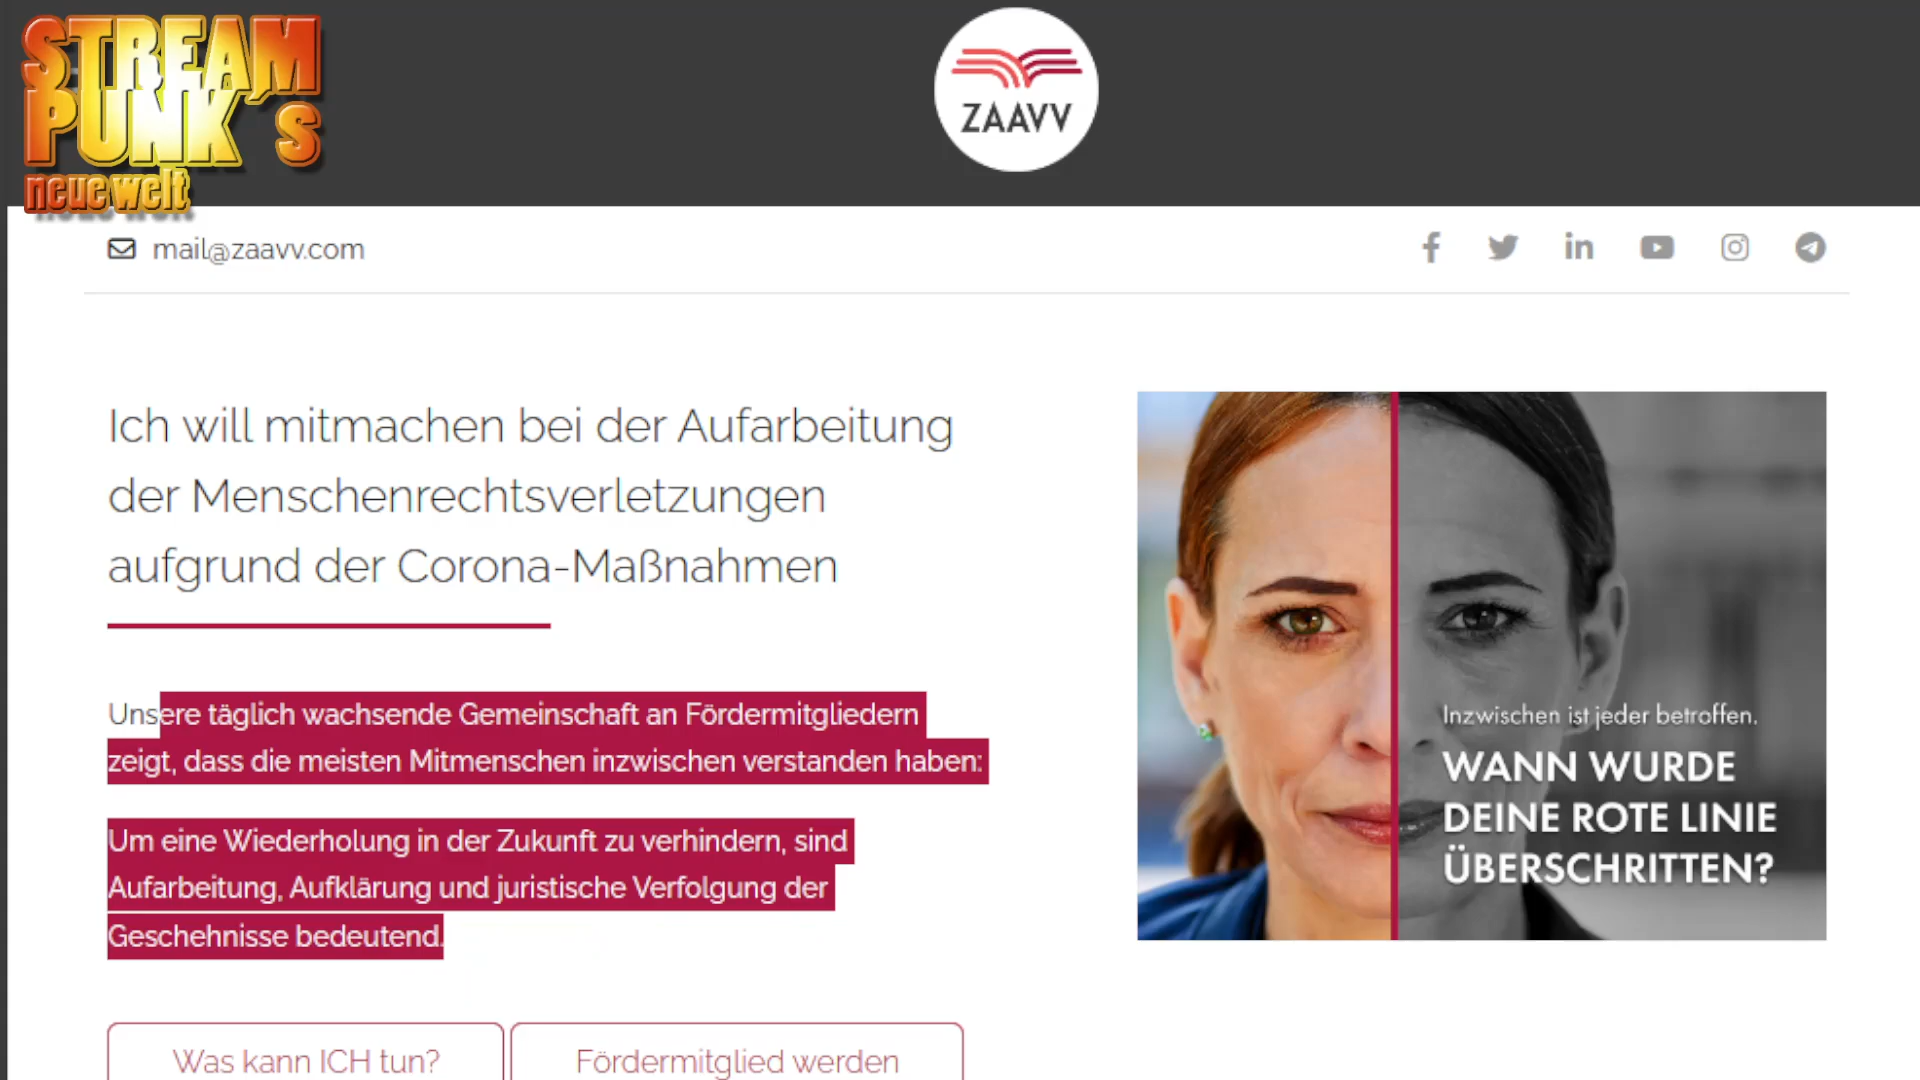 STREAM
PUNK´s
neue welt
ZAAVV
mail@zaavv.com
Ich will mitmachen bei der Aufarbeitung
der Menschenrechtsverletzungen
aufgrund der Corona-Maßnahmen
Unsere täglich wachsende Gemeinschaft an Fördermitgliedern
zeigt, dass die meisten Mitmenschen inzwischen verstanden haben:
Um eine Wiederholung in der Zukunft zu verhindern, sind
Aufarbeitung, Aufklärung und juristische Verfolgung der
Geschehnisse bedeutend.
Was kann ICH tun?
Fördermitglied werden
Inzwischen ist jeder betroffen.
WANN WURDE
DEINE ROTE LINIE
ÜBERSCHRITTEN?